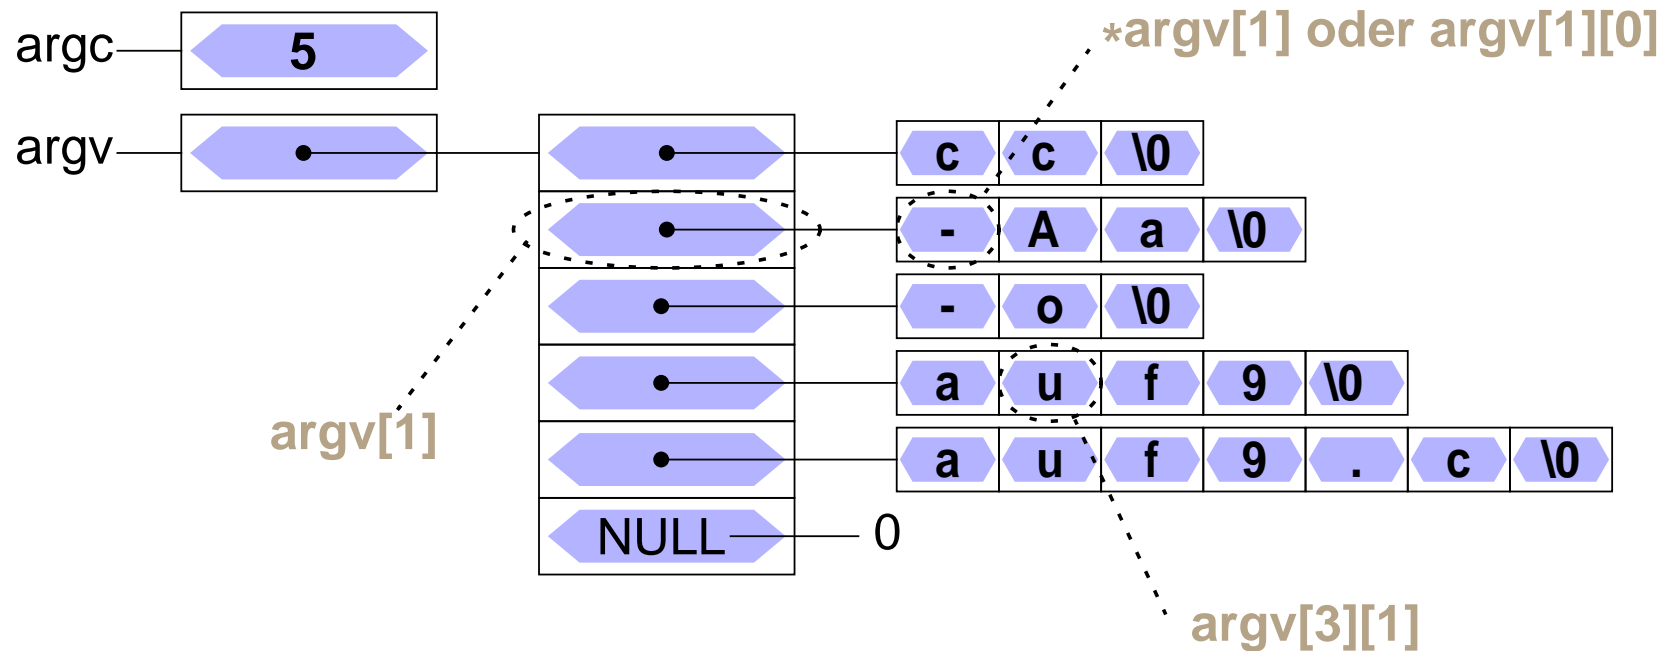 *argv[1] oder argv[1][0]
argc 5
argv c c \0
- A a \0
- o \0
a u f 9 \0
argv[1]
a u f 9 . c \0
NULL 0
argv[3][1]